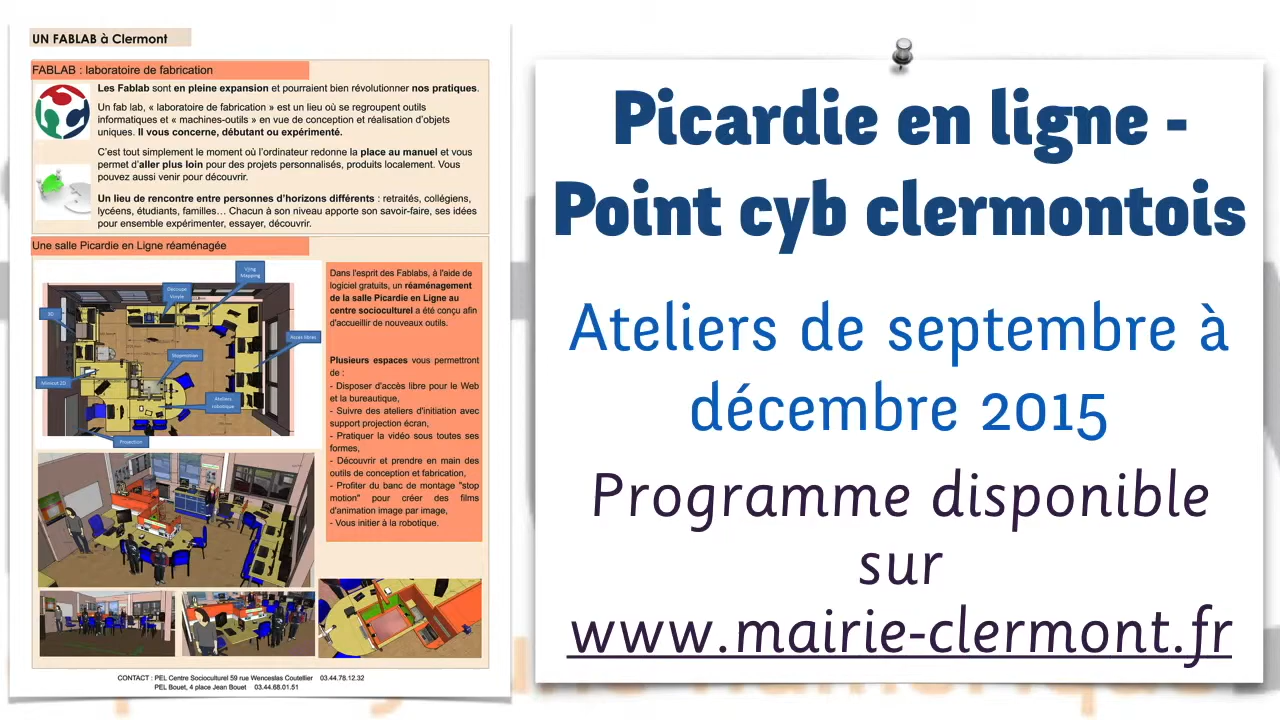 UN FABLAB à Clermont
FABLAB : laboratoire de fabrication
Les Fablab sont en pleine expansion et pourraient bien révolutionner nos pratiques.
Un fab lab, « laboratoire de fabrication » est un lieu où se regroupent outils
informatiques et « machines-outils » en vue de conception et réalisation d'objets
uniques. Il vous concerne, débutant ou expérimenté.
C'est tout simplement le moment où l'ordinateur redonne la place au manuel et vous
permet d'aller plus loin pour des projets personnalisés, produits localement. Vous
pouvez aussi venir pour découvrir.
Un lieu de rencontre entre personnes d'horizons différents : retraités, collégiens,
lycéens, étudiants, familles… Chacun à son niveau apporte son savoir-faire, ses idées
pour ensemble expérimenter, essayer, découvrir.
Une salle Picardie en Ligne réaménagée
Vjing
Mapping
Découpe
Vinyle
3D
Accès libres
Stopmotion
Minicut 2D
Ateliers
robotique
Projection
Dans l'esprit des Fablabs, à l'aide de
logiciel gratuits, un réaménagement
de la salle Picardie en Ligne au
centre socioculturel a été conçu afin
d'accueillir de nouveaux outils.
Plusieurs espaces vous permettront
de :
- Disposer d'accès libre pour le Web
et la bureautique,
- Suivre des ateliers d'initiation avec
support projection écran,
- Pratiquer la vidéo sous toutes ses
formes,
- Découvrir et prendre en main des
outils de conception et fabrication,
- Profiter du banc de montage "stop
motion" pour créer des films
d'animation image par image,
- Vous initier à la robotique.
CONTACT : PEL Centre Socioculturel 59 rue Wenceslas Coutellier 03.44.78.12.32
PEL Bouet, 4 place Jean Bouet 03.44.68.01.51
Picardie en ligne -
Point cyb clermontois
Ateliers de septembre à
décembre 2015
Programme disponible
sur
www.mairie-clermont.fr